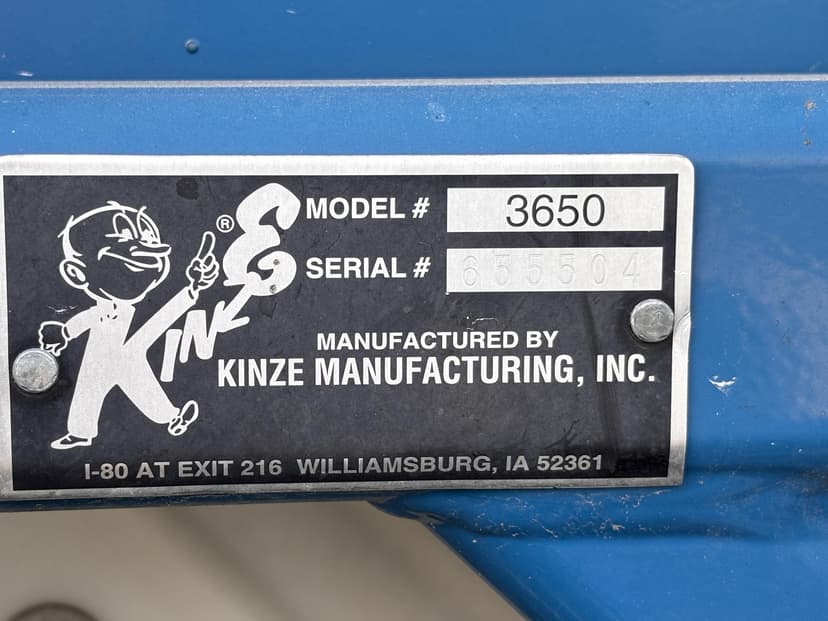 KINZE ®
MODEL # 3650
SERIAL # 655504
MANUFACTURED BY
KINZE MANUFACTURING, INC.
I-80 AT EXIT 216 WILLIAMSBURG, IA 52361